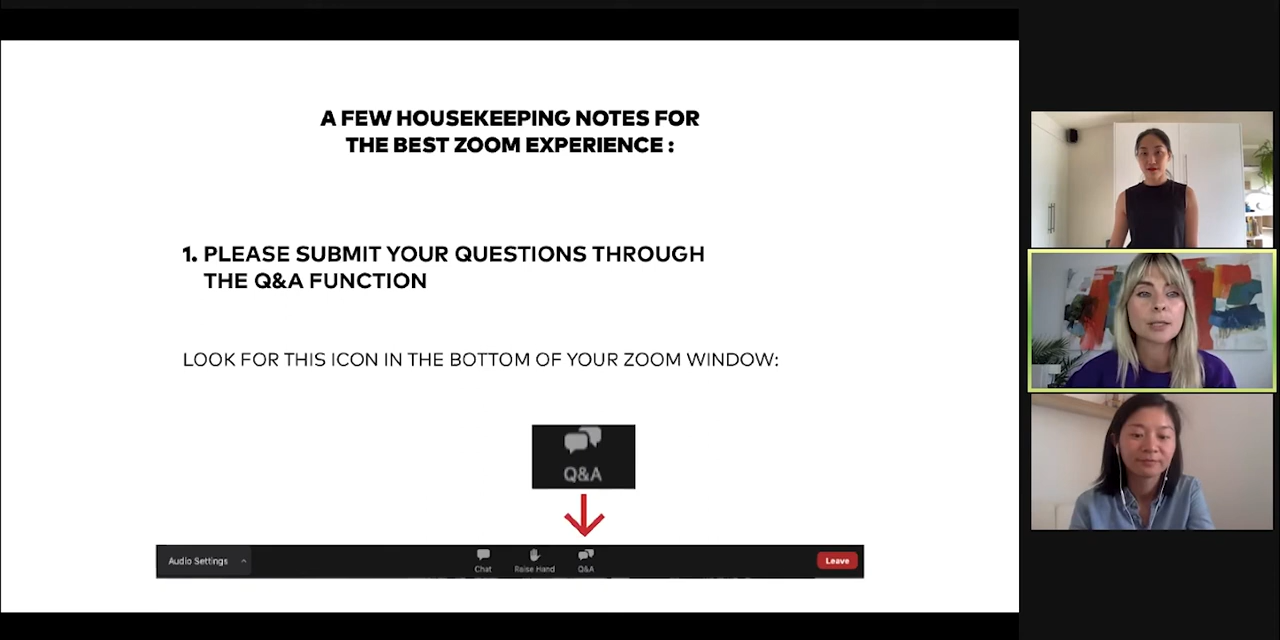 A FEW HOUSEKEEPING NOTES FOR
THE BEST ZOOM EXPERIENCE :
1. PLEASE SUBMIT YOUR QUESTIONS THROUGH
THE Q&A FUNCTION
LOOK FOR THIS ICON IN THE BOTTOM OF YOUR ZOOM WINDOW:
Q&A
Audio Settings
Chat
Raise Hand
Q&A
Leave